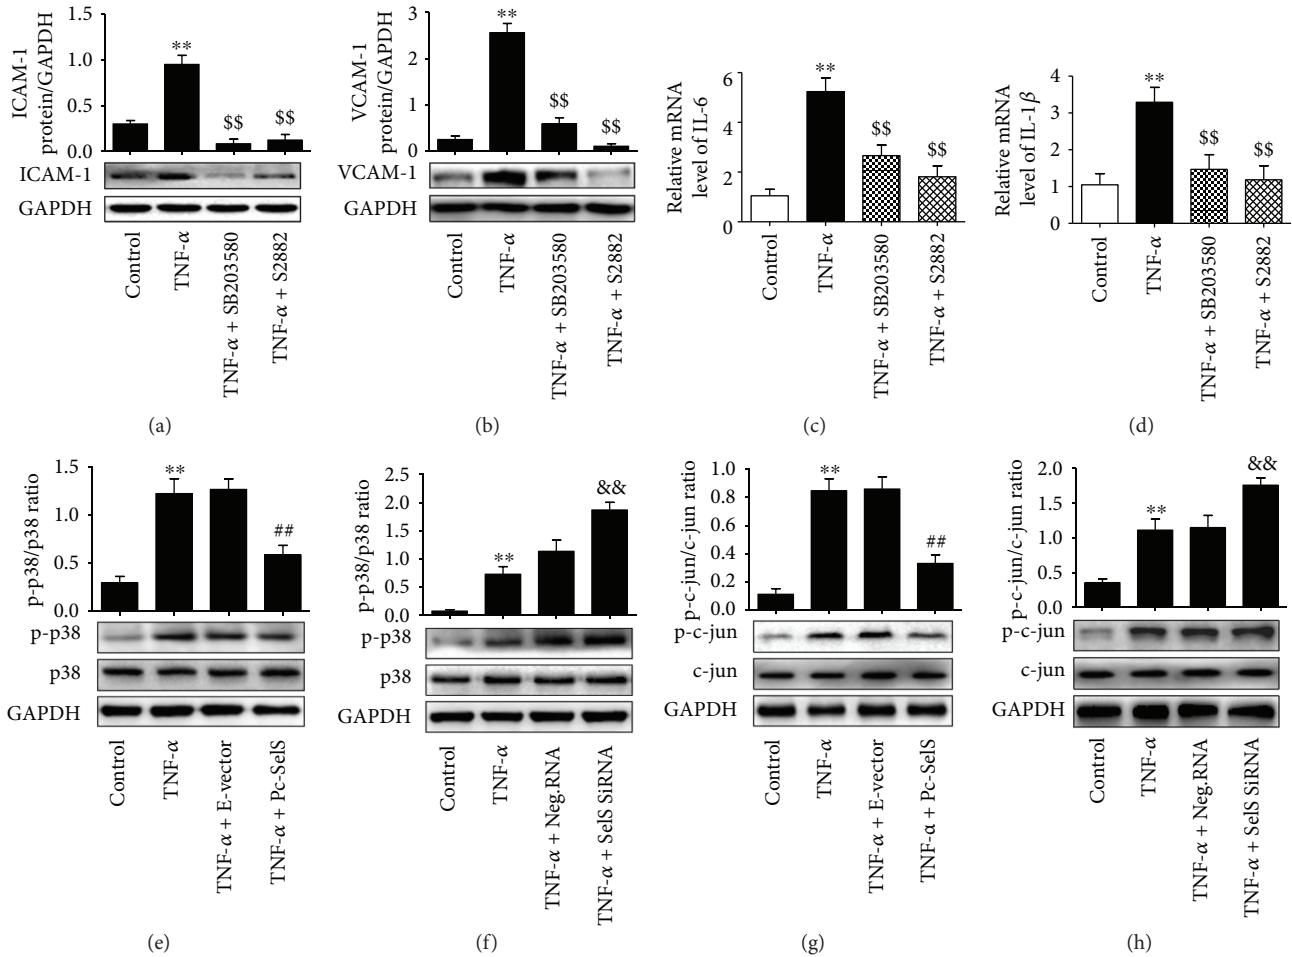 ICAM-1
protein/GAPDH
1.5
1.0
0.5
0.0
**
$$
$$
ICAM-1
GAPDH
Control
TNF-α
TNF-α + SB203580
TNF-α + S2882
(a)
VCAM-1
protein/GAPDH
3
2
1
0
**
$$
$$
VCAM-1
GAPDH
Control
TNF-α
TNF-α + SB203580
TNF-α + S2882
(b)
Relative mRNA
level of IL-6
6
4
2
0
**
$$
$$
Control
TNF-α
TNF-α + SB203580
TNF-α + S2882
(c)
Relative mRNA
level of IL-1β
4
3
2
1
0
**
$$
$$
Control
TNF-α
TNF-α + SB203580
TNF-α + S2882
(d)
p-p38/p38 ratio
1.5
1.0
0.5
0.0
**
##
p-p38
p38
GAPDH
Control
TNF-α
TNF-α + E-vector
TNF-α + Pc-SelS
(e)
p-p38/p38 ratio
2.5
2.0
1.5
1.0
0.5
0.0
**
&&
p-p38
p38
GAPDH
Control
TNF-α
TNF-α + Neg.RNA
TNF-α + SelS SiRNA
(f)
p-c-jun/c-jun ratio
1.0
0.8
0.6
0.4
0.2
0.0
**
##
p-c-jun
c-jun
GAPDH
Control
TNF-α
TNF-α + E-vector
TNF-α + Pc-SelS
(g)
p-c-jun/c-jun ratio
2.0
1.5
1.0
0.5
0.0
**
&&
p-c-jun
c-jun
GAPDH
Control
TNF-α
TNF-α + Neg.RNA
TNF-α + SelS SiRNA
(h)